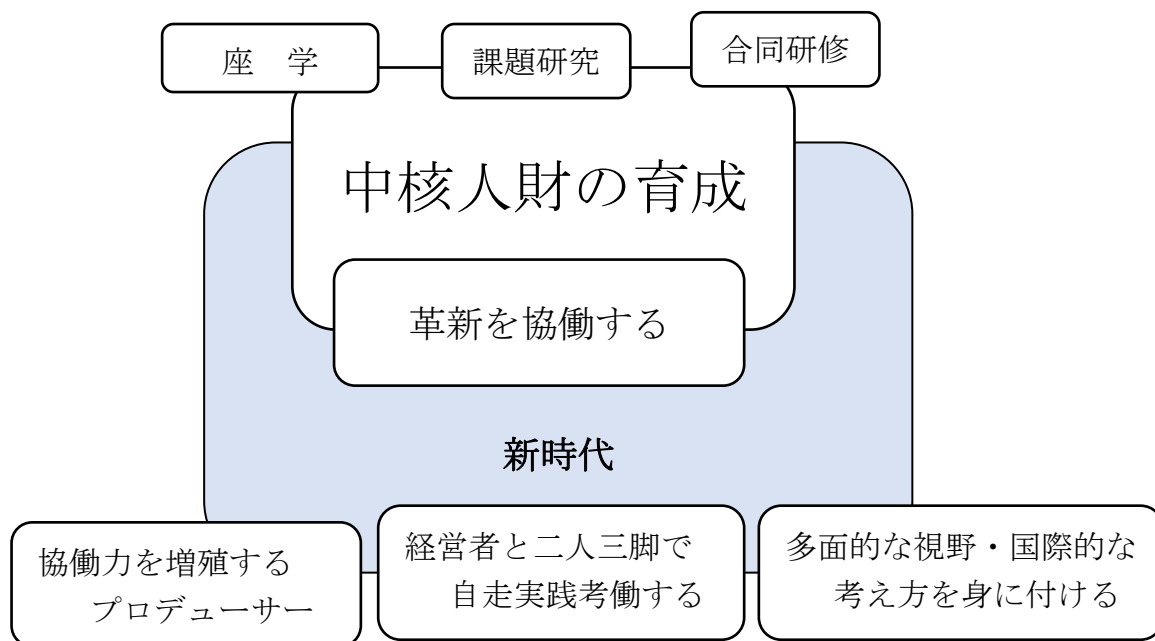 座　学
課題研究
合同研修
中核人財の育成
革新を協働する
新時代
協働力を増殖する
プロデューサー
経営者と二人三脚で
自走実践考働する
多面的な視野・国際的な
考え方を身に付ける